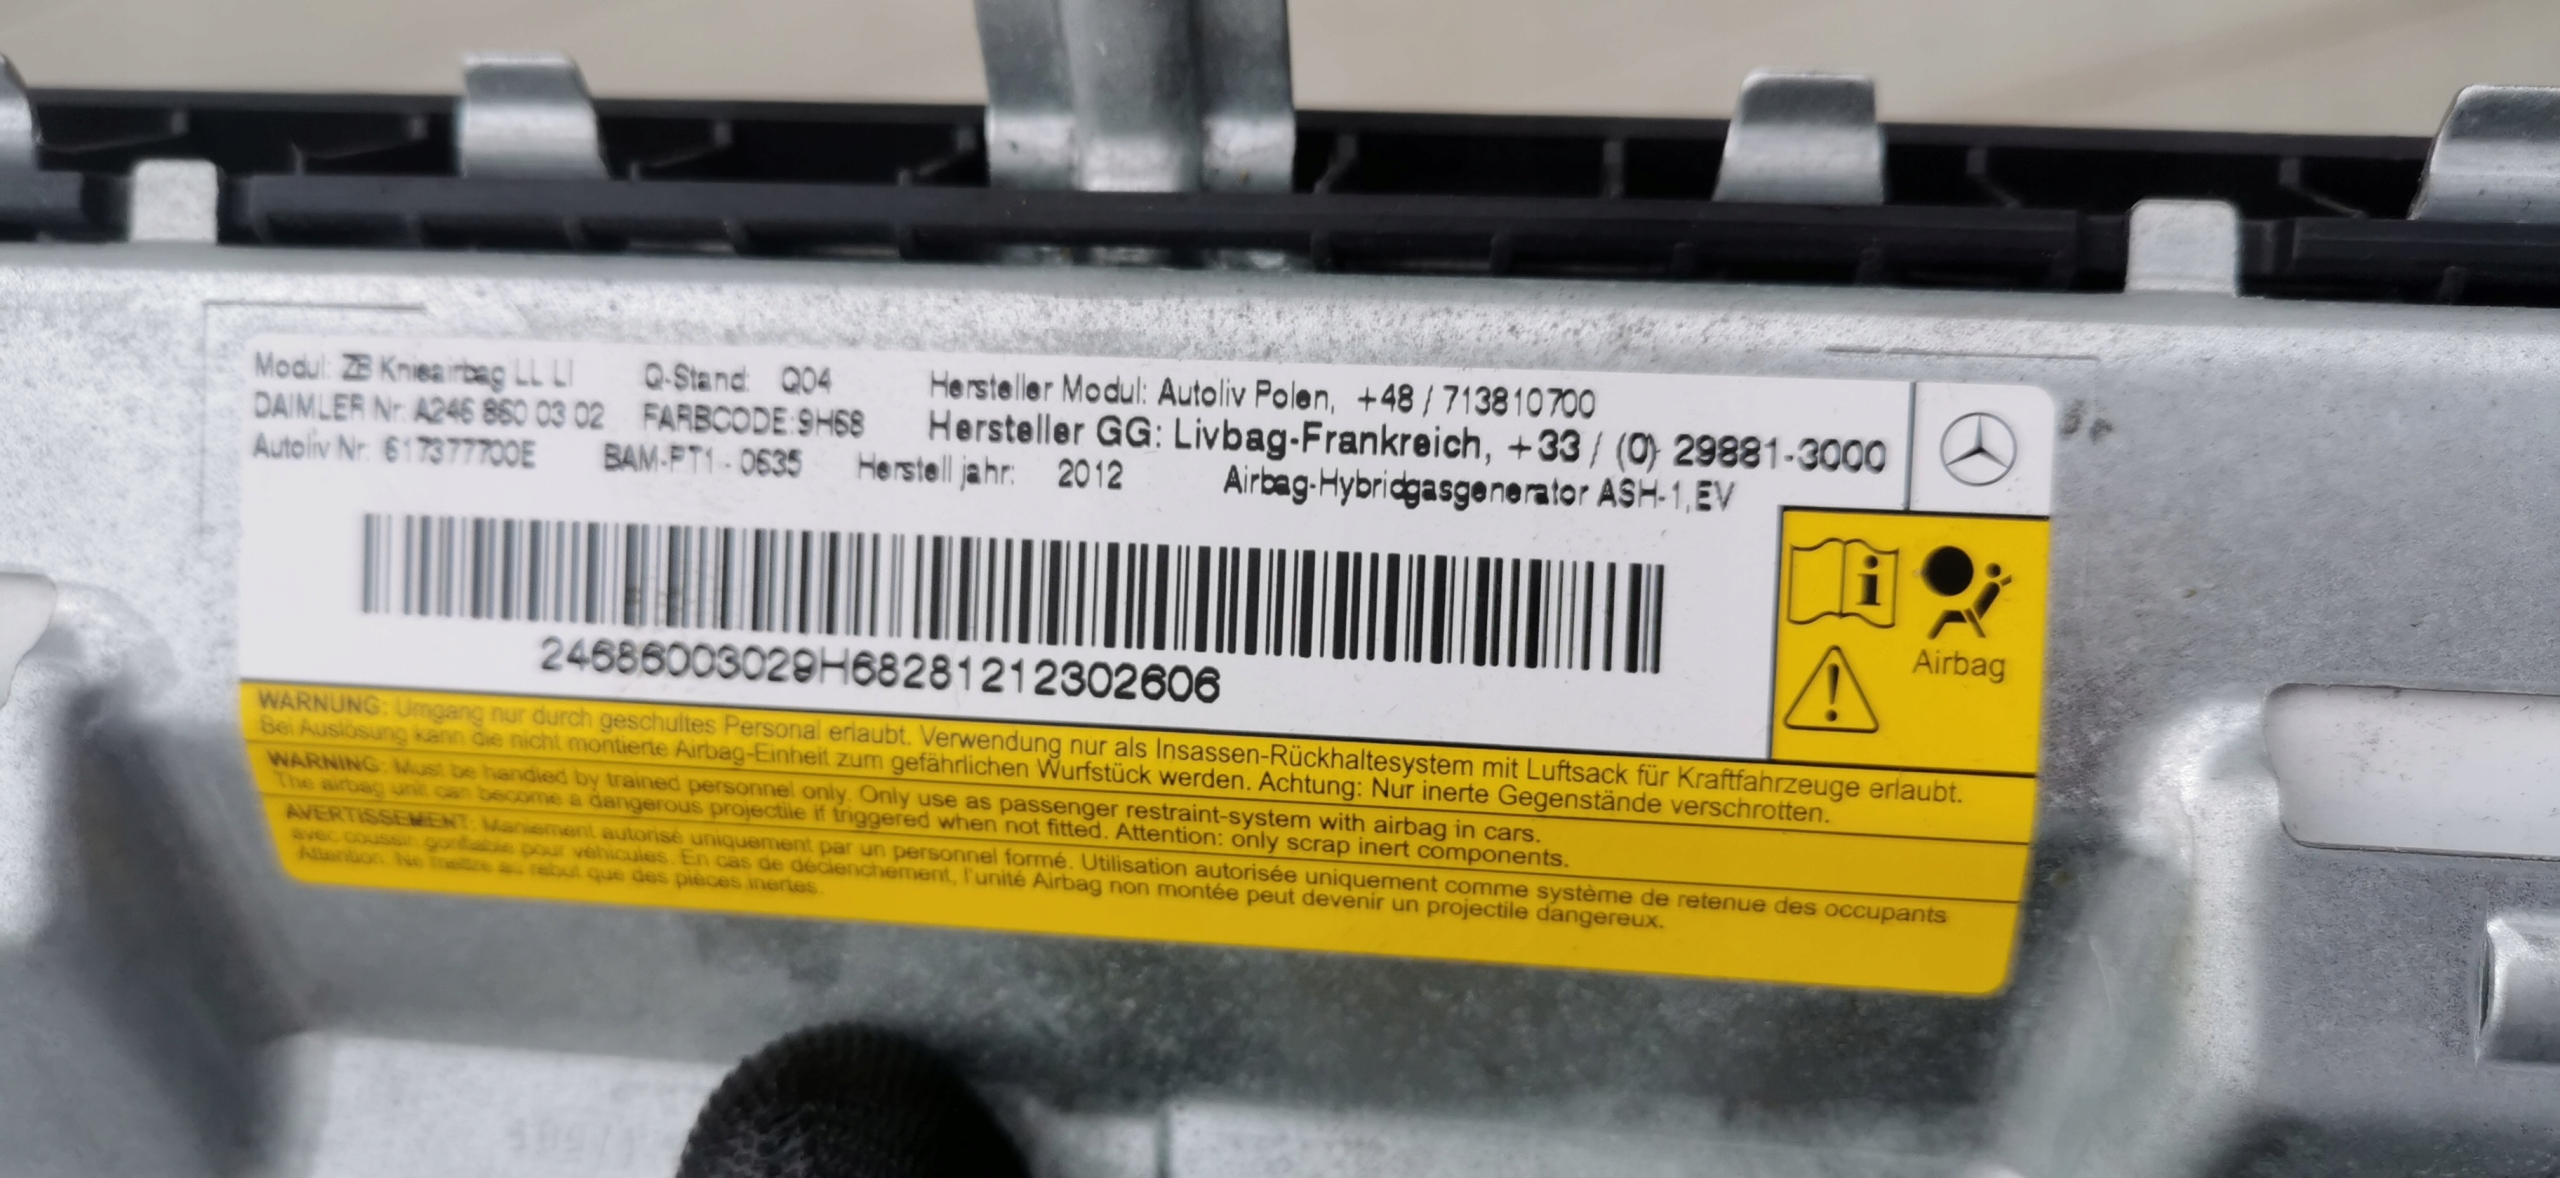 Modul: ZB Knieairbag LL LI Q-Stand: Q04 Hersteller Modul: Autoliv Polen, +48 / 713810700
DAIMLER Nr: A246 860 03 02 FARBCODE:9H68 Hersteller GG: Livbag-Frankreich, +33 / (0) 29881-3000
Autoliv Nr: 617377700E BAM-PT1 - 0635 Herstell jahr: 2012 Airbag-Hybridgasgenerator ASH-1,EV
24686003029H68281212302606
Airbag
WARNUNG: Umgang nur durch geschultes Personal erlaubt. Verwendung nur als Insassen-Rückhaltesystem mit Luftsack für Kraftfahrzeuge erlaubt.
Bei Auslösung kann die nicht montierte Airbag-Einheit zum gefährlichen Wurfstück werden. Achtung: Nur inerte Gegenstände verschrotten.
WARNING: Must be handled by trained personnel only. Only use as passenger restraint-system with airbag in cars.
The airbag unit can become a dangerous projectile if triggered when not fitted. Attention: only scrap inert components.
AVERTISSEMENT: Maniement autorisé uniquement par un personnel formé. Utilisation autorisée uniquement comme système de retenue des occupants
avec coussin gonflable pour véhicules. En cas de déclenchement, l'unité Airbag non montée peut devenir un projectile dangereux.
Attention: Ne mettre au rebut que des pièces inertes.